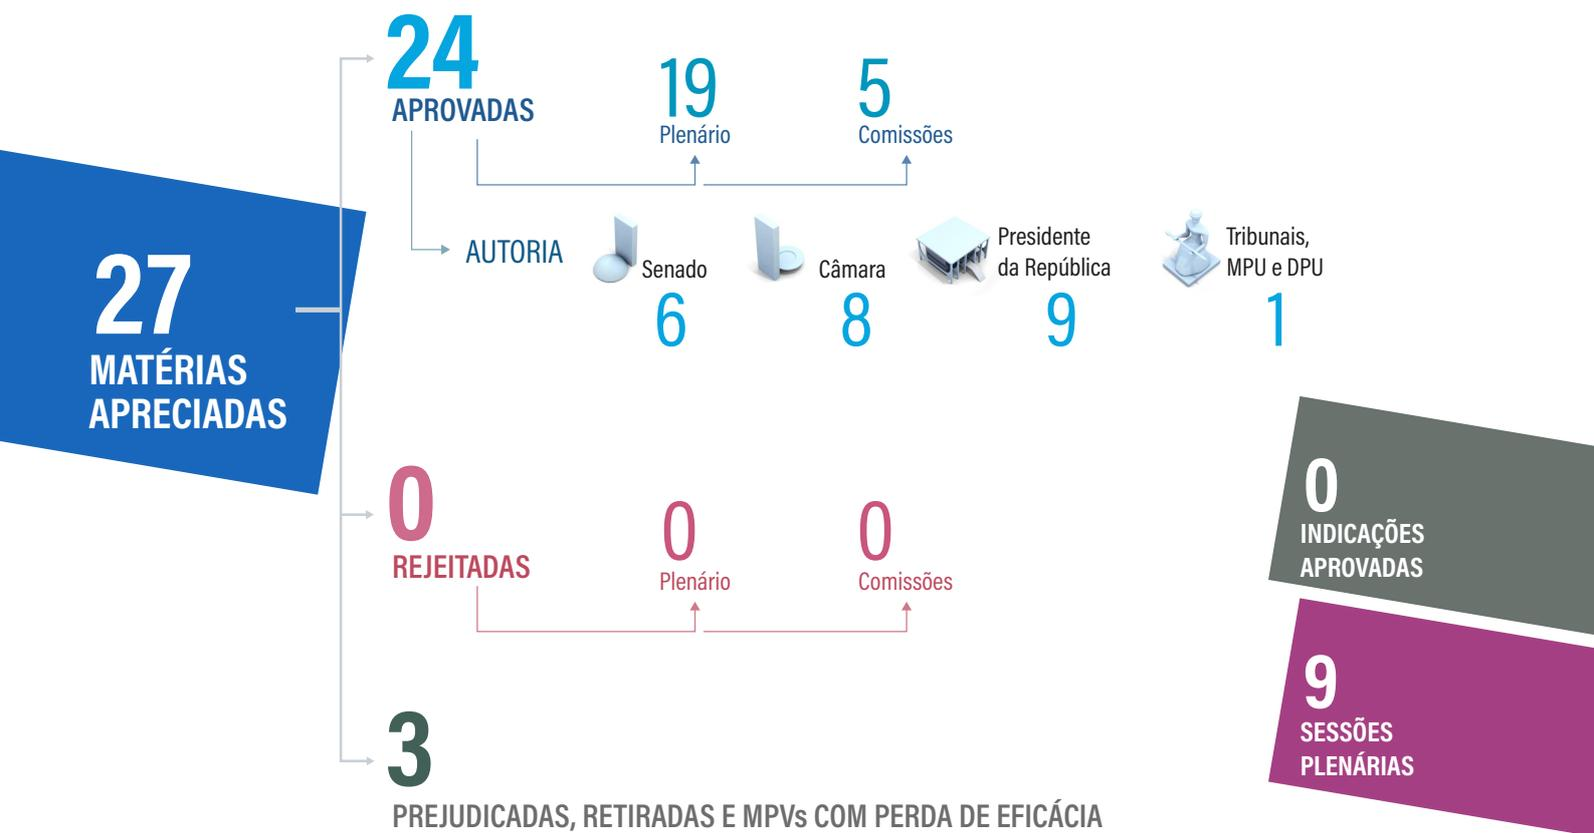 27
MATÉRIAS
APRECIADAS
24
APROVADAS
19
Plenário
5
Comissões
AUTORIA
Senado
6
Câmara
8
Presidente
da República
9
Tribunais,
MPU e DPU
1
0
REJEITADAS
0
Plenário
0
Comissões
3
PREJUDICADAS, RETIRADAS E MPVs COM PERDA DE EFICÁCIA
0
INDICAÇÕES
APROVADAS
9
SESSÕES
PLENÁRIAS